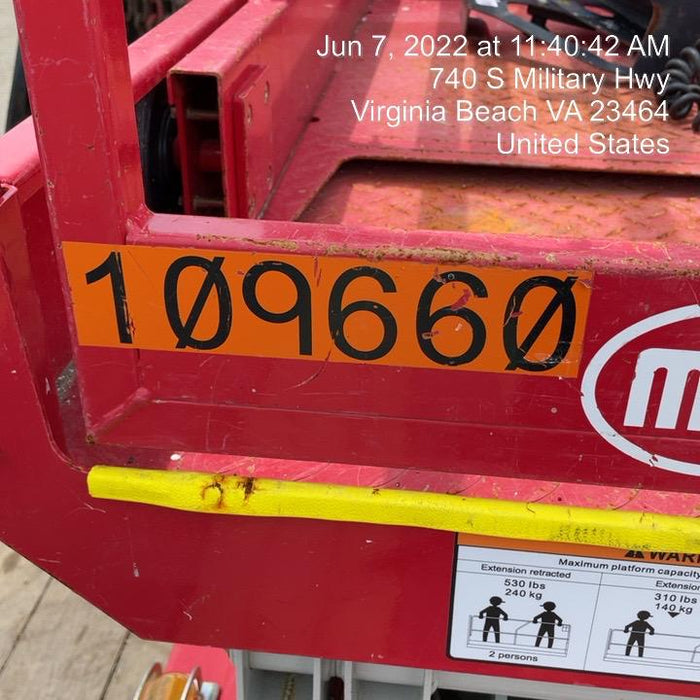 Jun 7, 2022 at 11:40:42 AM
740 S Military Hwy
Virginia Beach VA 23464
United States
1Ø966Ø
Maximum platform capacity
Extension retracted
530 lbs
240 kg
310 lbs
140 kg
2 persons